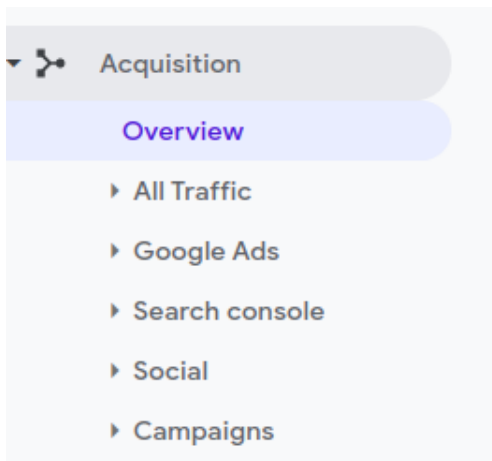 Acquisition
Overview
All Traffic
Google Ads
Search console
Social
Campaigns